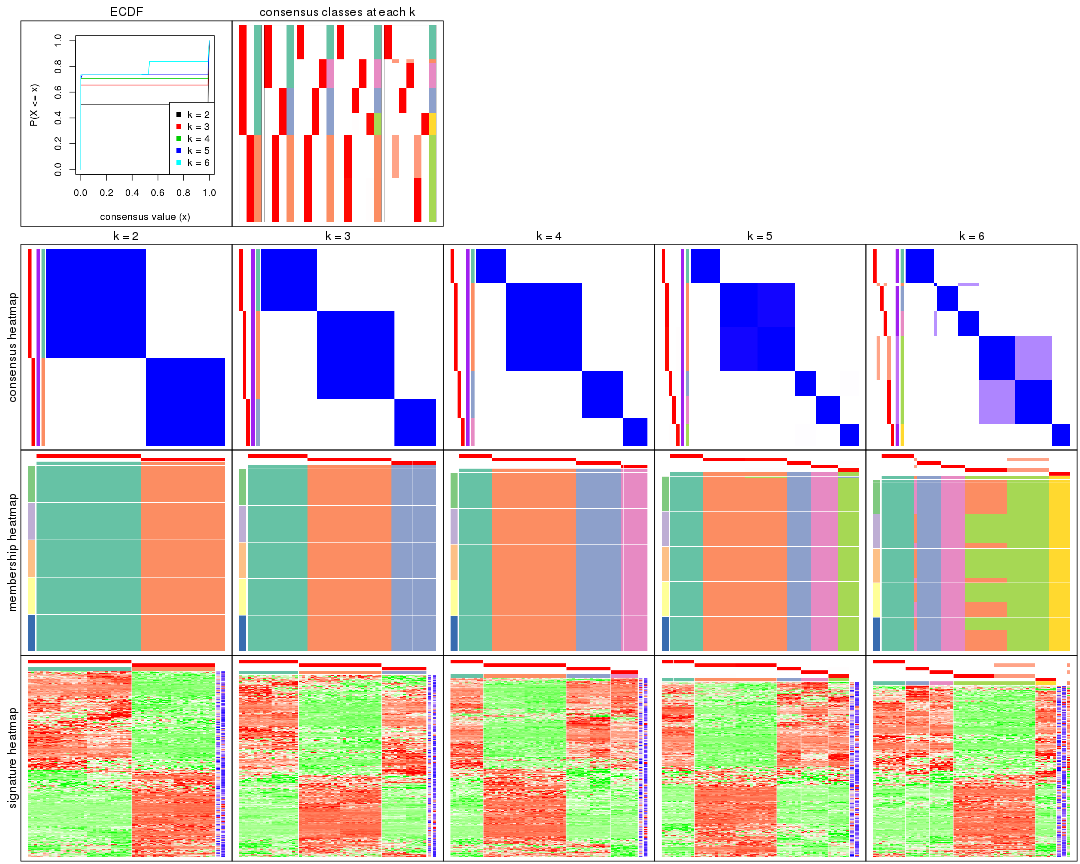 ECDF
consensus classes at each k
P(X <= x)
0.0 0.2 0.4 0.6 0.8 1.0
k = 2
k = 3
k = 4
k = 5
k = 6
0.0 0.2 0.4 0.6 0.8 1.0
consensus value (x)
k = 2
k = 3
k = 4
k = 5
k = 6
consensus heatmap
membership heatmap
signature heatmap